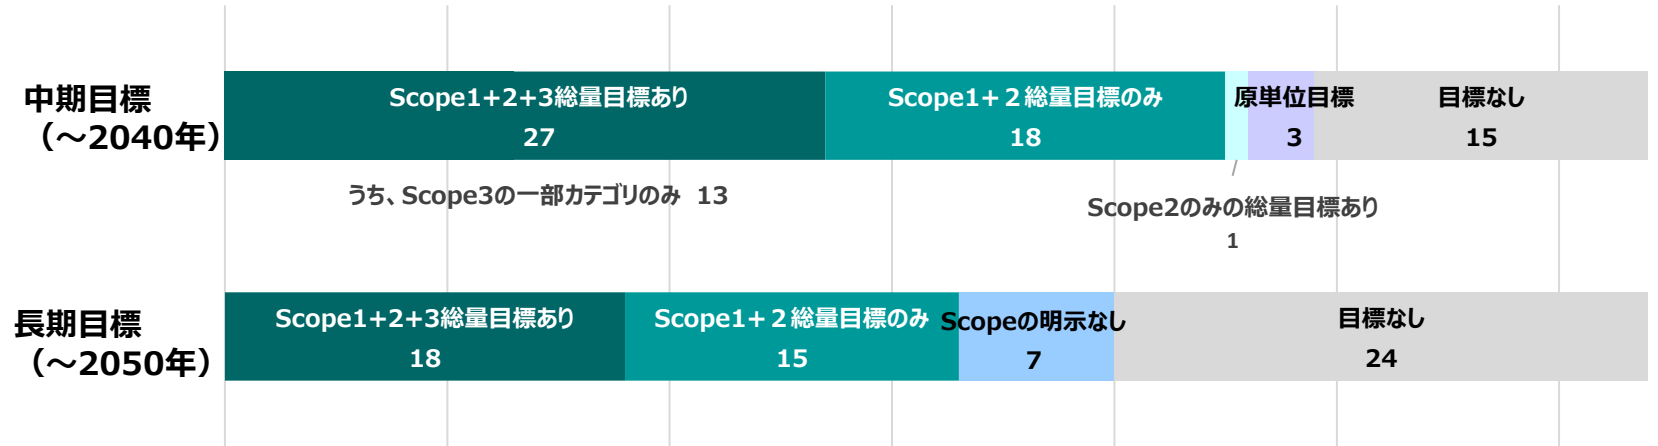 中期目標
（～2040年）
Scope1+2+3総量目標あり
27
Scope1+２総量目標のみ
18
原単位目標
3
目標なし
15
うち、Scope3の一部カテゴリのみ 13
Scope2のみの総量目標あり
1
長期目標
（～2050年）
Scope1+2+3総量目標あり
18
Scope1+２総量目標のみ
15
Scopeの明示なし
7
目標なし
24